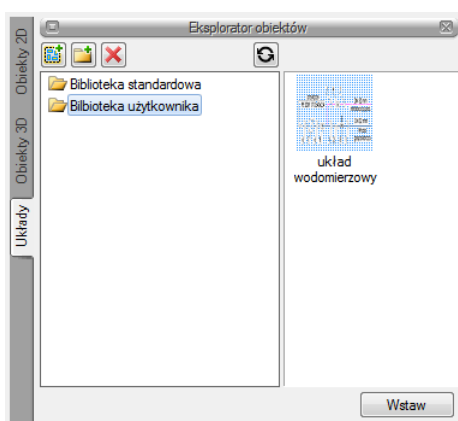 Eksplorator obiektów
Obiekty 2D
Obiekty 3D
Układy
Biblioteka standardowa
Bilbioteka użytkownika
układ
wodomierzowy
Wstaw